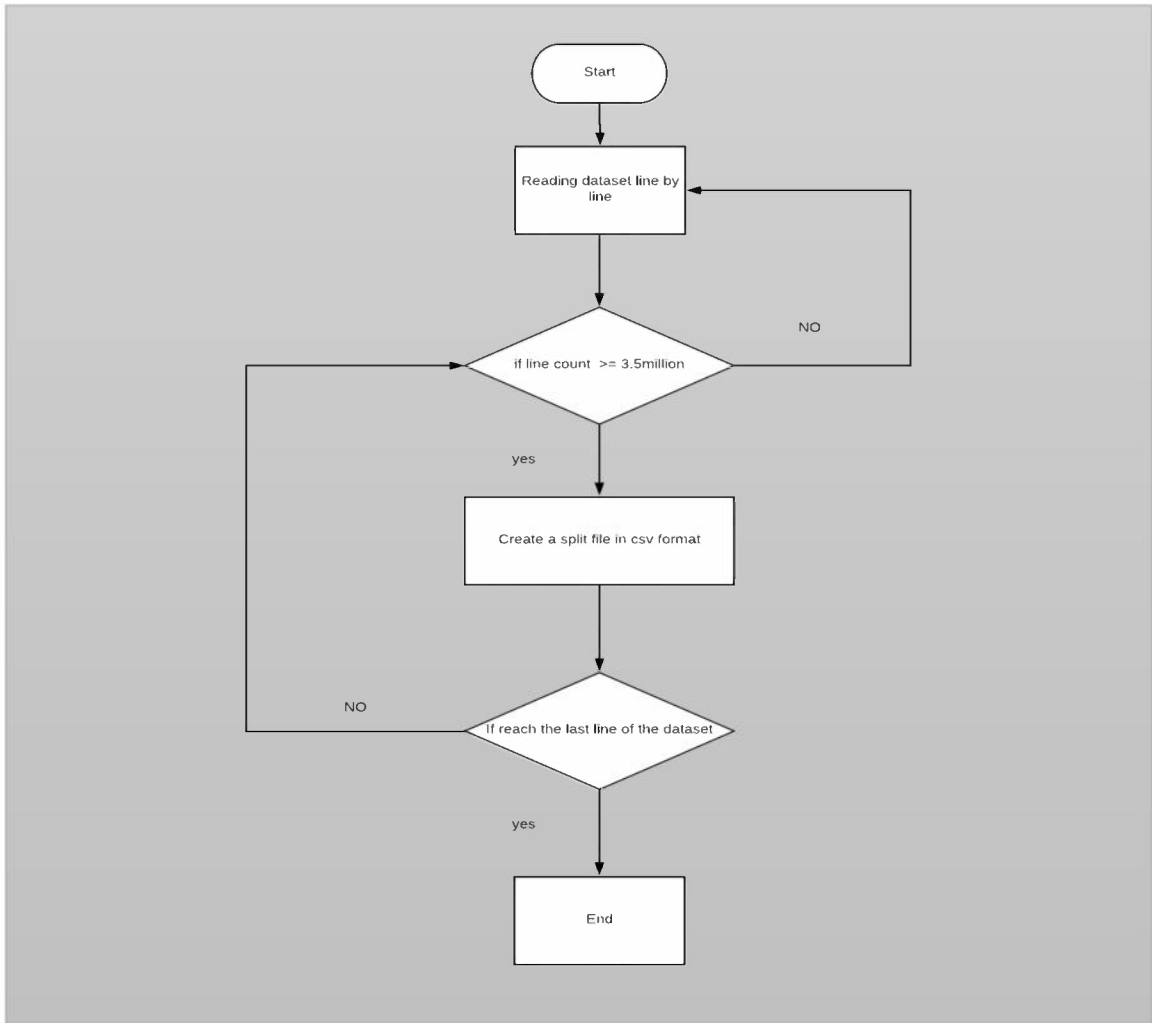 Start
Reading dataset line by
line
NO
if line count >= 3.5million
yes
Create a split file in csv format
NO
If reach the last line of the dataset
yes
End